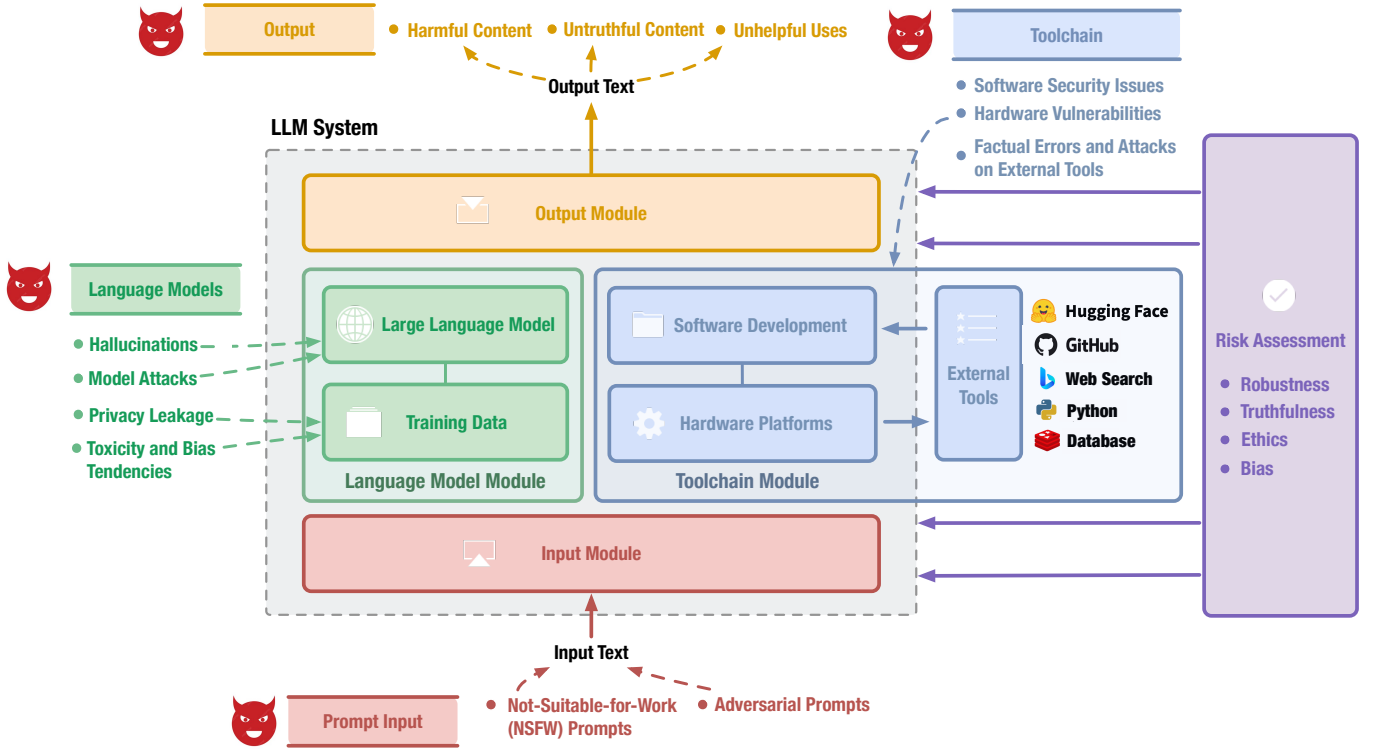 Output
Harmful Content
Untruthful Content
Unhelpful Uses
Output Text
Toolchain
Software Security Issues
Hardware Vulnerabilities
Factual Errors and Attacks
on External Tools
LLM System
Output Module
Language Models
Hallucinations
Model Attacks
Privacy Leakage
Toxicity and Bias
Tendencies
Large Language Model
Training Data
Language Model Module
Software Development
Hardware Platforms
Toolchain Module
External
Tools
Hugging Face
GitHub
Web Search
Python
Database
Risk Assessment
Robustness
Truthfulness
Ethics
Bias
Input Module
Input Text
Prompt Input
Not-Suitable-for-Work
(NSFW) Prompts
Adversarial Prompts